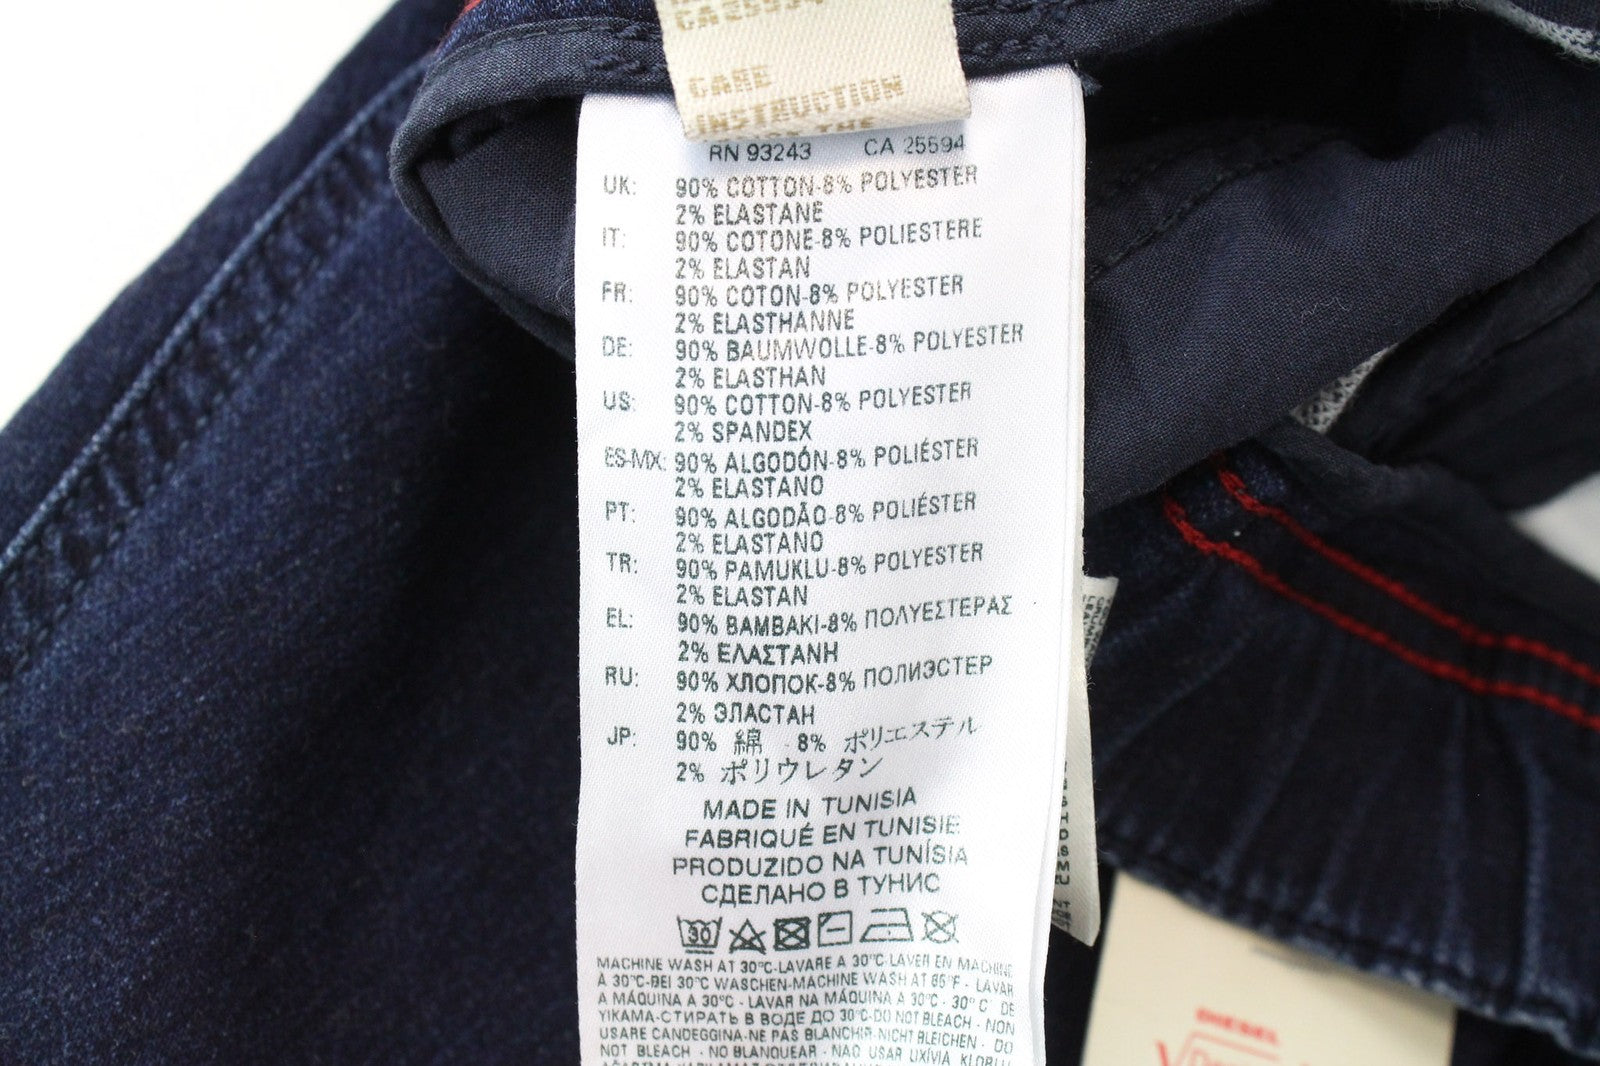 CA25594
CARE
INSTRUCTION
THE
RN 93243 CA 25594
UK: 90% COTTON-8% POLYESTER
2% ELASTANE
IT: 90% COTONE-8% POLIESTERE
2% ELASTAN
FR: 90% COTON-8% POLYESTER
2% ELASTHANNE
DE: 90% BAUMWOLLE-8% POLYESTER
2% ELASTHAN
US: 90% COTTON-8% POLYESTER
2% SPANDEX
ES-MX: 90% ALGODÓN-8% POLIÉSTER
2% ELASTANO
PT: 90% ALGODÃO-8% POLIÉSTER
2% ELASTANO
TR: 90% PAMUKLU-8% POLYESTER
2% ELASTAN
EL: 90% BAMBAKI-8% ΠΟΛΥΕΣΤΕΡΑΣ
2% ΕΛΑΣΤΑΝΗ
RU: 90% ХЛОПОК-8% ПОЛИЭСТЕР
2% ЭЛАСТАН
JP: 90% 綿 8% ポリエステル
2% ポリウレタン
MADE IN TUNISIA
FABRIQUÉ EN TUNISIE
PRODUZIDO NA TUNÍSIA
СДЕЛАНО В ТУНИС
30
MACHINE WASH AT 30°C-LAVARE A 30°C-LAVER EN MACHINE
A 30°C-BEI 30°C WASCHEN-MACHINE WASH AT 85°F - LAVAR
A MÁQUINA A 30°C - LAVAR NA MÁQUINA A 30°C - 30° C DE
YIKAMA-СТИРАТЬ В ВОДЕ ДО 30°C-DO NOT BLEACH - NON
USARE CANDEGGINA-NE PAS BLANCHIR-NICHT BLEICHEN - DO
NOT BLEACH - NO BLANQUEAR - NÃO USAR LIXÍVIA
DIESEL